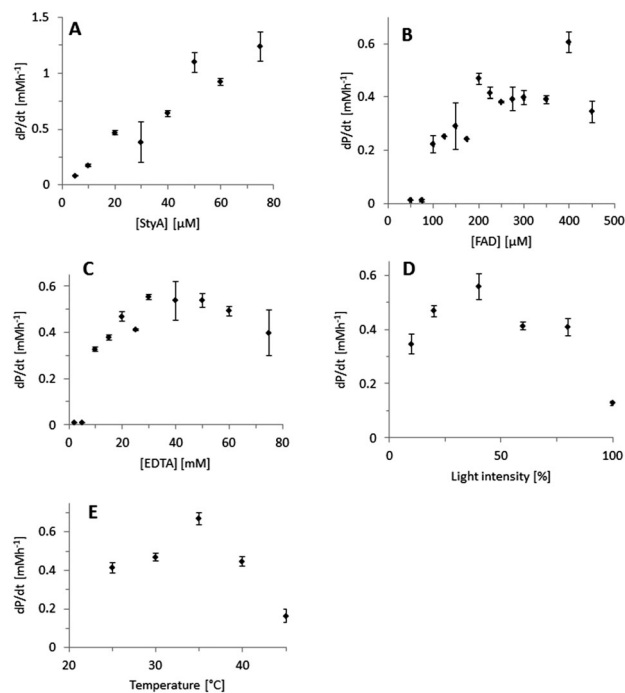 A
dP/dt [mMh⁻¹]
1.5
1
0.5
0
0 20 40 60 80
[StyA] [µM]
B
dP/dt [mMh⁻¹]
0.6
0.4
0.2
0
0 100 200 300 400 500
[FAD] [µM]
C
dP/dt [mMh⁻¹]
0.6
0.4
0.2
0
0 20 40 60 80
[EDTA] [mM]
D
dP/dt [mMh⁻¹]
0.6
0.4
0.2
0
0 50 100
Light intensity [%]
E
dP/dt [mMh⁻¹]
0.6
0.4
0.2
0
20 30 40
Temperature [°C]